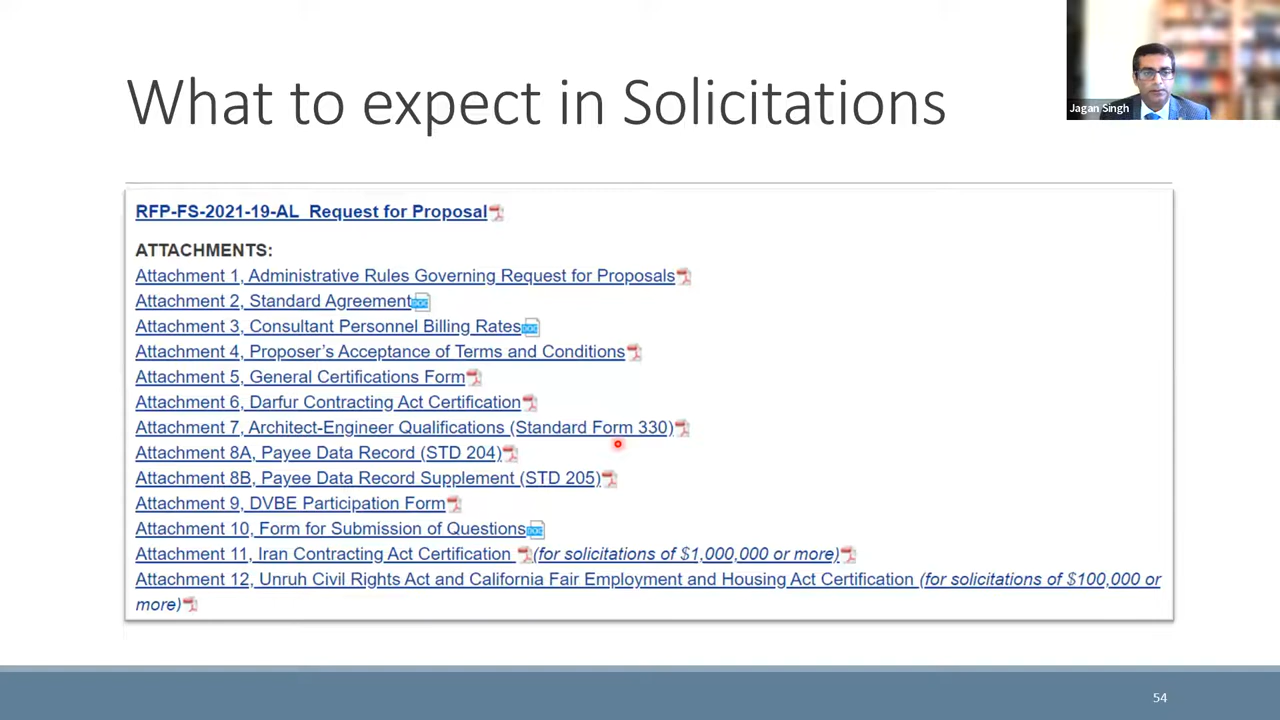 What to expect in Solicitations
Jagan Singh
RFP-FS-2021-19-AL  Request for Proposal
ATTACHMENTS:
Attachment 1, Administrative Rules Governing Request for Proposals
Attachment 2, Standard Agreement
Attachment 3, Consultant Personnel Billing Rates
Attachment 4, Proposer's Acceptance of Terms and Conditions
Attachment 5, General Certifications Form
Attachment 6, Darfur Contracting Act Certification
Attachment 7, Architect-Engineer Qualifications (Standard Form 330)
Attachment 8A, Payee Data Record (STD 204)
Attachment 8B, Payee Data Record Supplement (STD 205)
Attachment 9, DVBE Participation Form
Attachment 10, Form for Submission of Questions
Attachment 11, Iran Contracting Act Certification (for solicitations of $1,000,000 or more)
Attachment 12, Unruh Civil Rights Act and California Fair Employment and Housing Act Certification (for solicitations of $100,000 or
more)
54